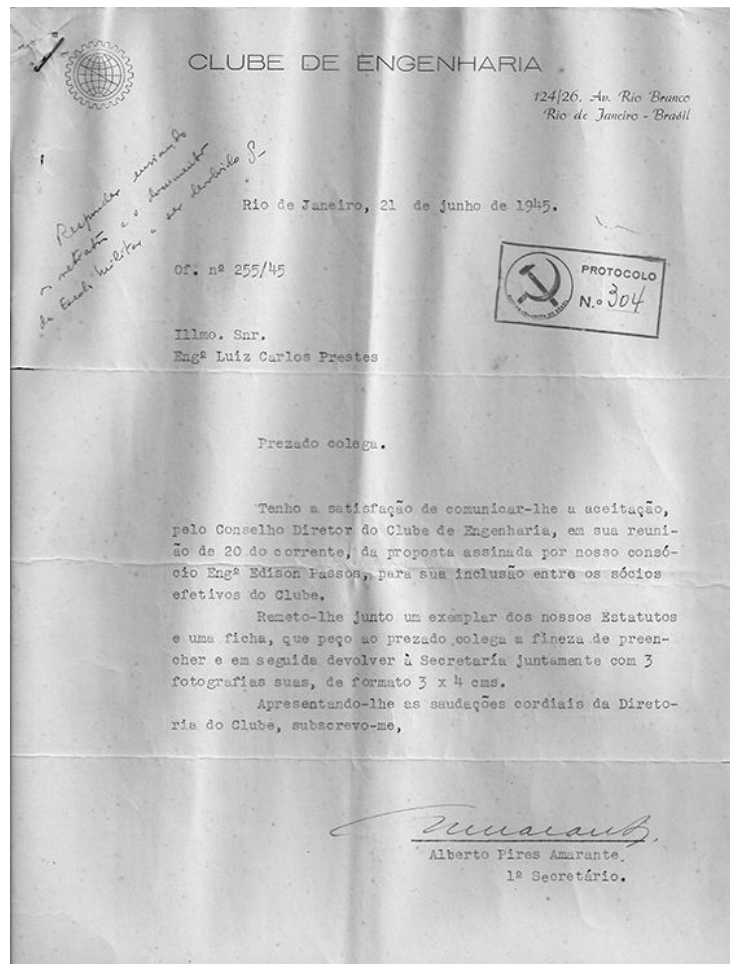 CLUBE DE ENGENHARIA
124/26, Av. Rio Branco
Rio de Janeiro - Brasil
Responder enviando
os retratos e o documento
da Escola Militar a ser devolvido
Rio de Janeiro, 21 de junho de 1945.
Of. nº 255/45
PROTOCOLO
N.º 304
Illmo. Snr.
Engº Luiz Carlos Prestes
Prezado colega.
Tenho a satisfação de comunicar-lhe a aceitação,
pelo Conselho Diretor do Clube de Engenharia, em sua reuni-
ão de 20 do corrente, da proposta assinada por nosso consó-
cio Engº Edison Passos, para sua inclusão entre os sócios
efetivos do Clube.
Remeto-lhe junto um exemplar dos nossos Estatutos
e uma ficha, que peço ao prezado colega a fineza de preen-
cher e em seguida devolver à Secretaría juntamente com 3
fotografias suas, de formato 3 x 4 cms.
Apresentando-lhe as saudações cordiais da Direto-
ria do Clube, subscrevo-me,
Alberto Pires Amarante.
1º Secretário.